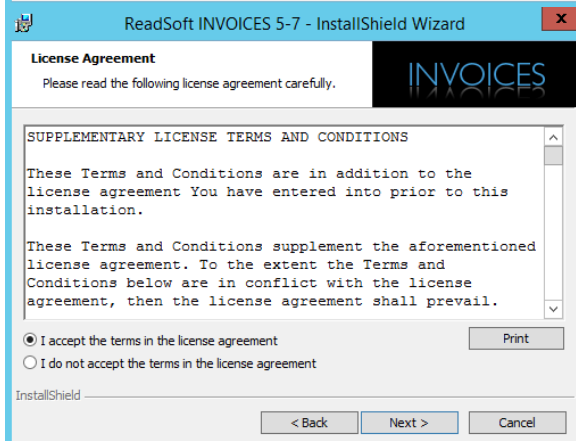 ReadSoft INVOICES 5-7 - InstallShield Wizard
x
License Agreement
Please read the following license agreement carefully.
INVOICES
SUPPLEMENTARY LICENSE TERMS AND CONDITIONS
These Terms and Conditions are in addition to the
license agreement You have entered into prior to this
installation.
These Terms and Conditions supplement the aforementioned
license agreement. To the extent the Terms and
Conditions below are in conflict with the license
agreement, then the license agreement shall prevail.
I accept the terms in the license agreement
Print
I do not accept the terms in the license agreement
InstallShield
< Back
Next >
Cancel